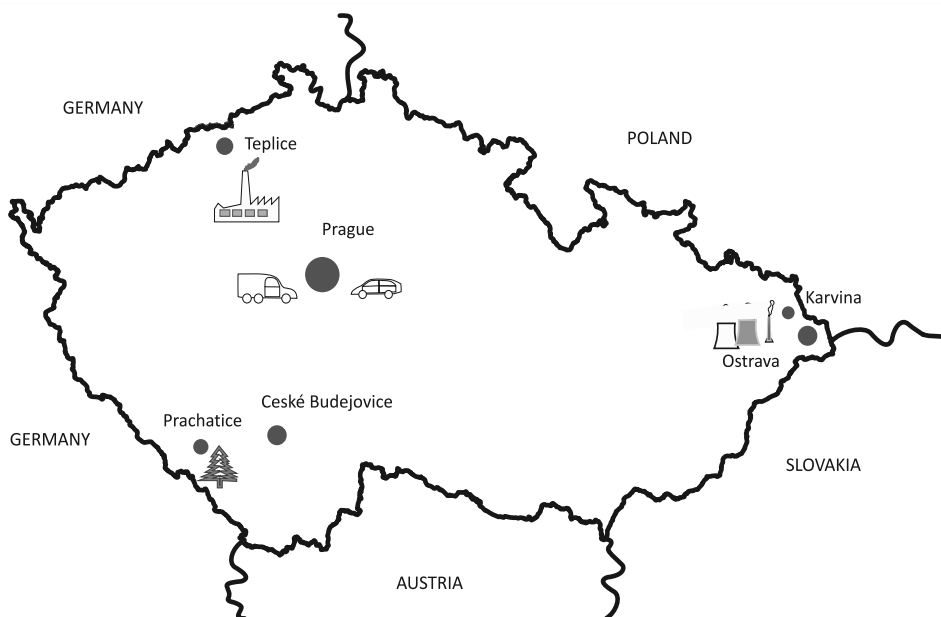 GERMANY
POLAND
Teplice
Prague
Karvina
Ostrava
Ceské Budejovice
Prachatice
GERMANY
SLOVAKIA
AUSTRIA